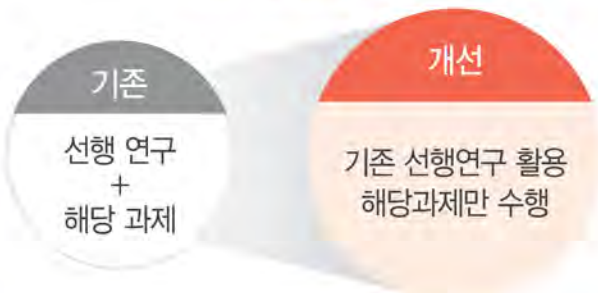 기존
선행 연구
+
해당 과제
개선
기존 선행연구 활용
해당과제만 수행